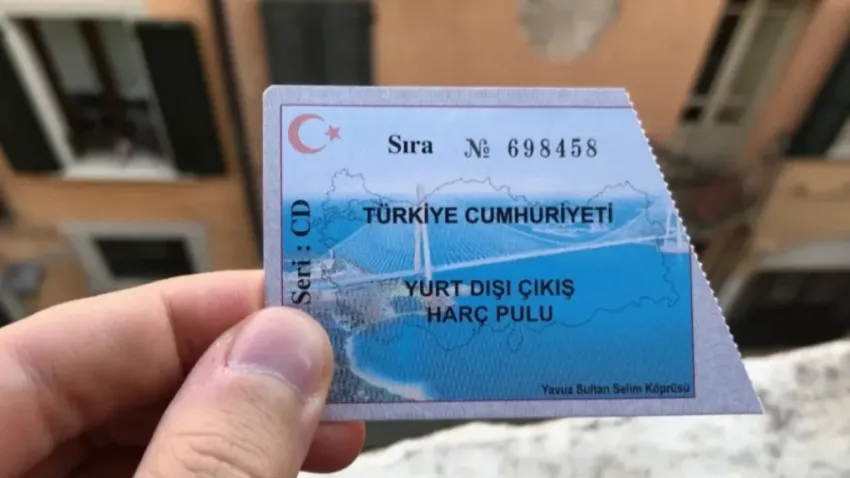 Sıra № 698458
Seri : CD
TÜRKİYE CUMHURİYETİ
YURT DIŞI ÇIKIŞ
HARÇ PULU
Yavuz Sultan Selim Köprüsü